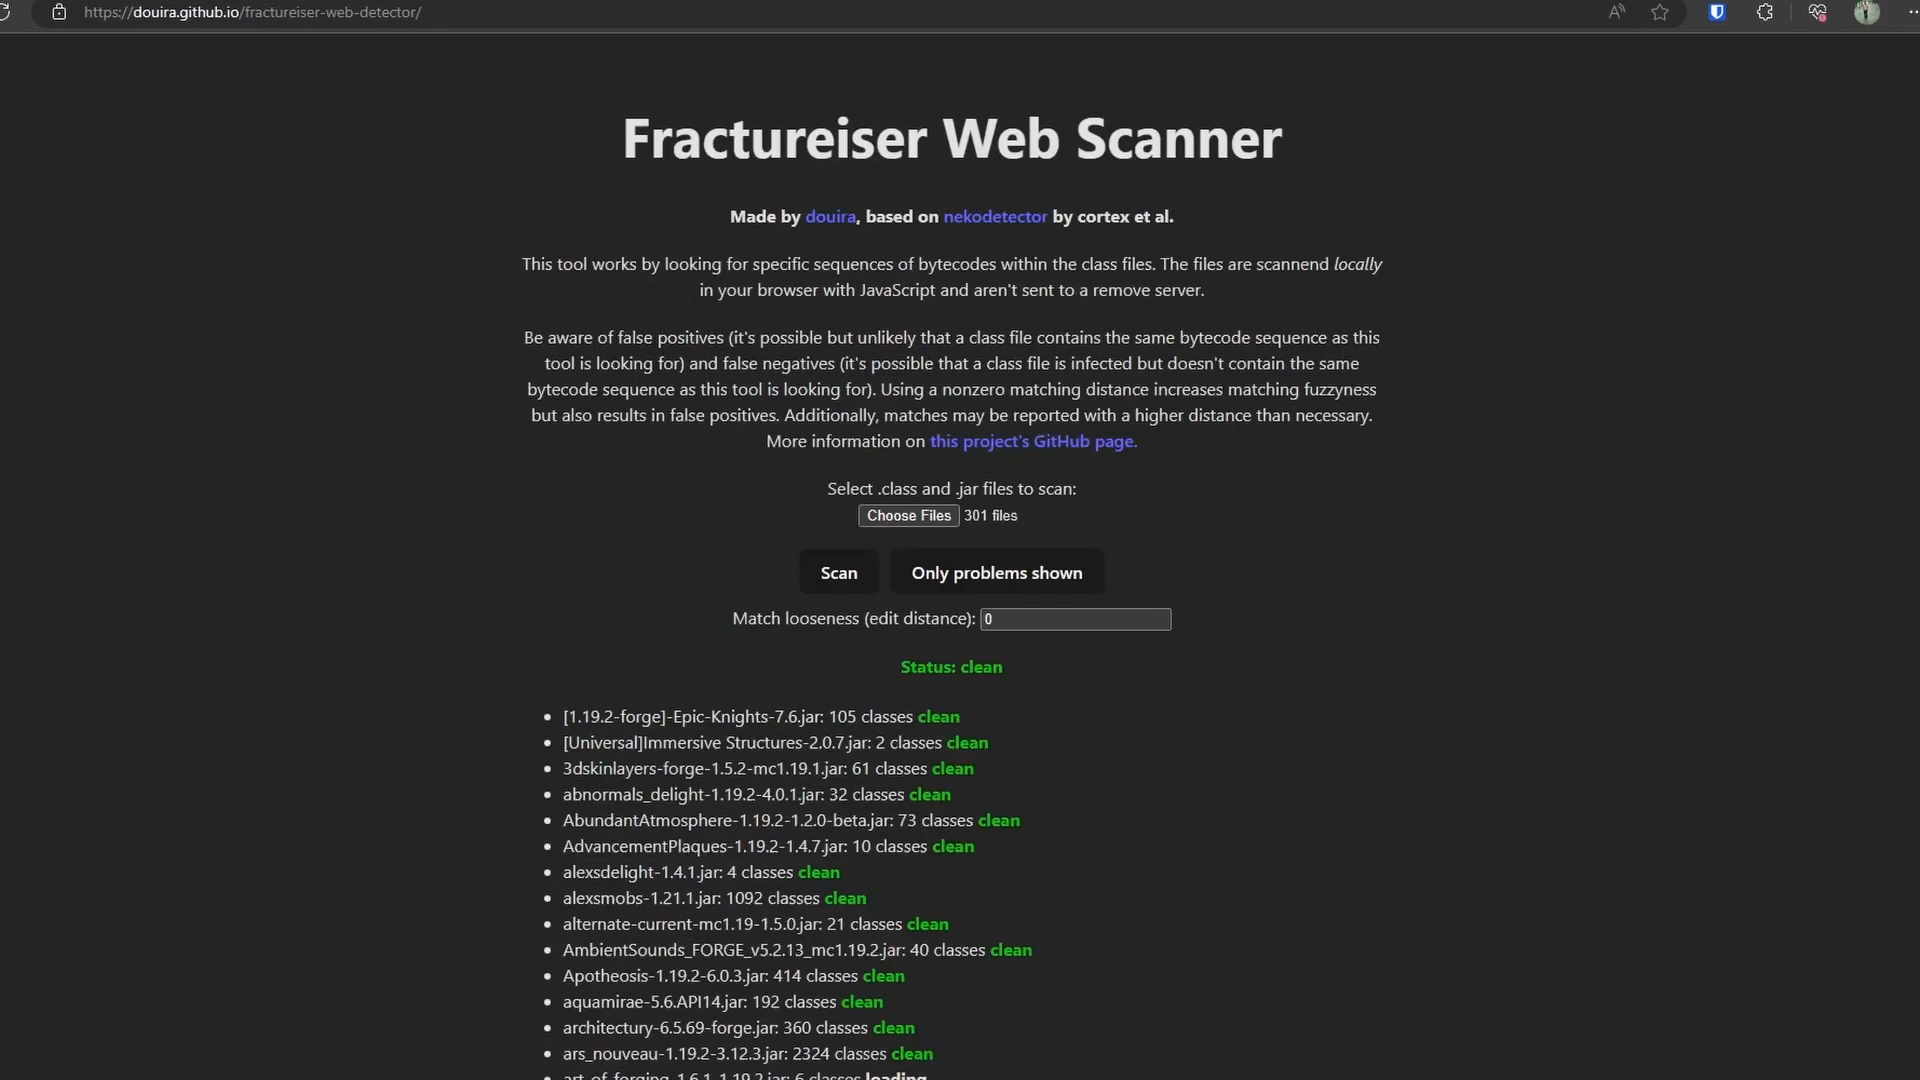 https://douira.github.io/fractureiser-web-detector/
Fractureiser Web Scanner
Made by douira, based on nekodetector by cortex et al.
This tool works by looking for specific sequences of bytecodes within the class files. The files are scannend locally
in your browser with JavaScript and aren't sent to a remove server.
Be aware of false positives (it's possible but unlikely that a class file contains the same bytecode sequence as this
tool is looking for) and false negatives (it's possible that a class file is infected but doesn't contain the same
bytecode sequence as this tool is looking for). Using a nonzero matching distance increases matching fuzzyness
but also results in false positives. Additionally, matches may be reported with a higher distance than necessary.
More information on this project's GitHub page.
Select .class and .jar files to scan:
Choose Files 301 files
Scan Only problems shown
Match looseness (edit distance): 0
Status: clean
[1.19.2-forge]-Epic-Knights-7.6.jar: 105 classes clean
[Universal]Immersive Structures-2.0.7.jar: 2 classes clean
3dskinlayers-forge-1.5.2-mc1.19.1.jar: 61 classes clean
abnormals_delight-1.19.2-4.0.1.jar: 32 classes clean
AbundantAtmosphere-1.19.2-1.2.0-beta.jar: 73 classes clean
AdvancementPlaques-1.19.2-1.4.7.jar: 10 classes clean
alexsdelight-1.4.1.jar: 4 classes clean
alexsmobs-1.21.1.jar: 1092 classes clean
alternate-current-mc1.19-1.5.0.jar: 21 classes clean
AmbientSounds_FORGE_v5.2.13_mc1.19.2.jar: 40 classes clean
Apotheosis-1.19.2-6.0.3.jar: 414 classes clean
aquamirae-5.6.API14.jar: 192 classes clean
architectury-6.5.69-forge.jar: 360 classes clean
ars_nouveau-1.19.2-3.12.3.jar: 2324 classes clean
art_of_forging-1.6.1-1.19.2.jar: 6 classes loading